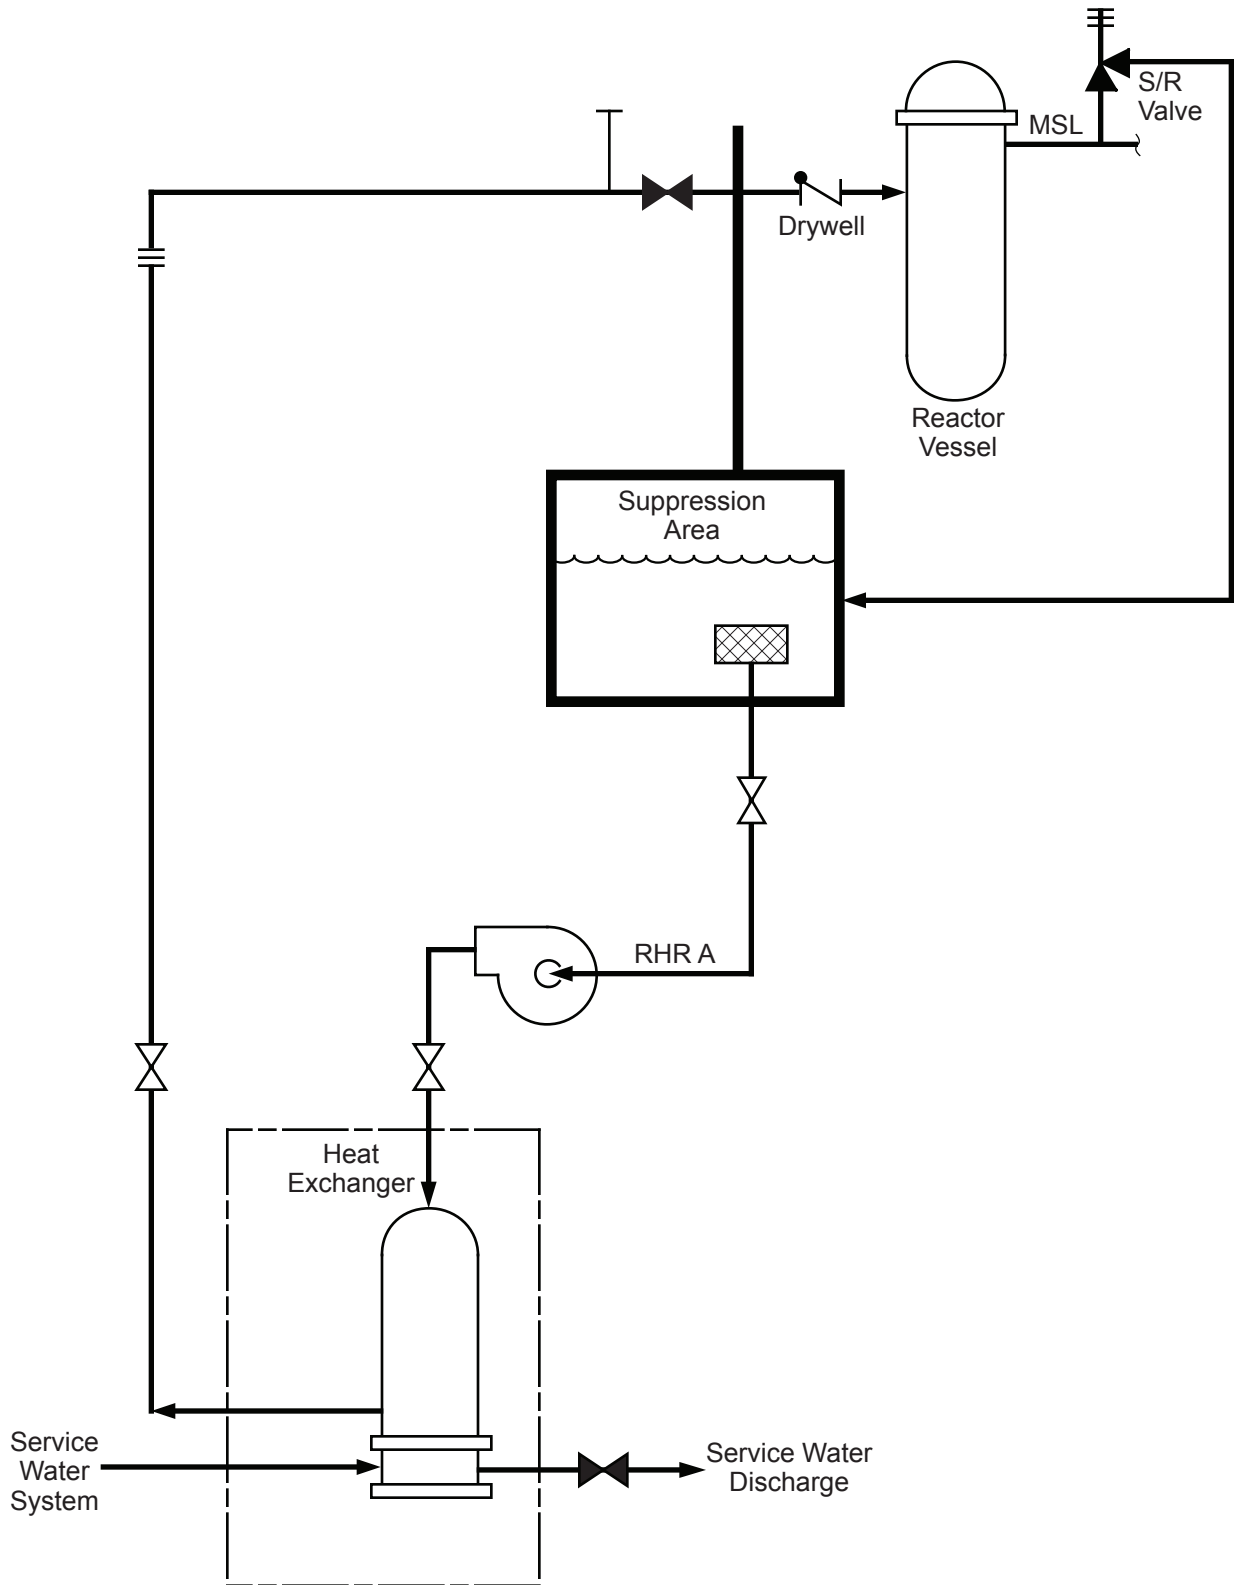 S/R
Valve
MSL
Drywell
Reactor
Vessel
Suppression
Area
RHR A
Heat
Exchanger
Service
Water
System
Service Water
Discharge